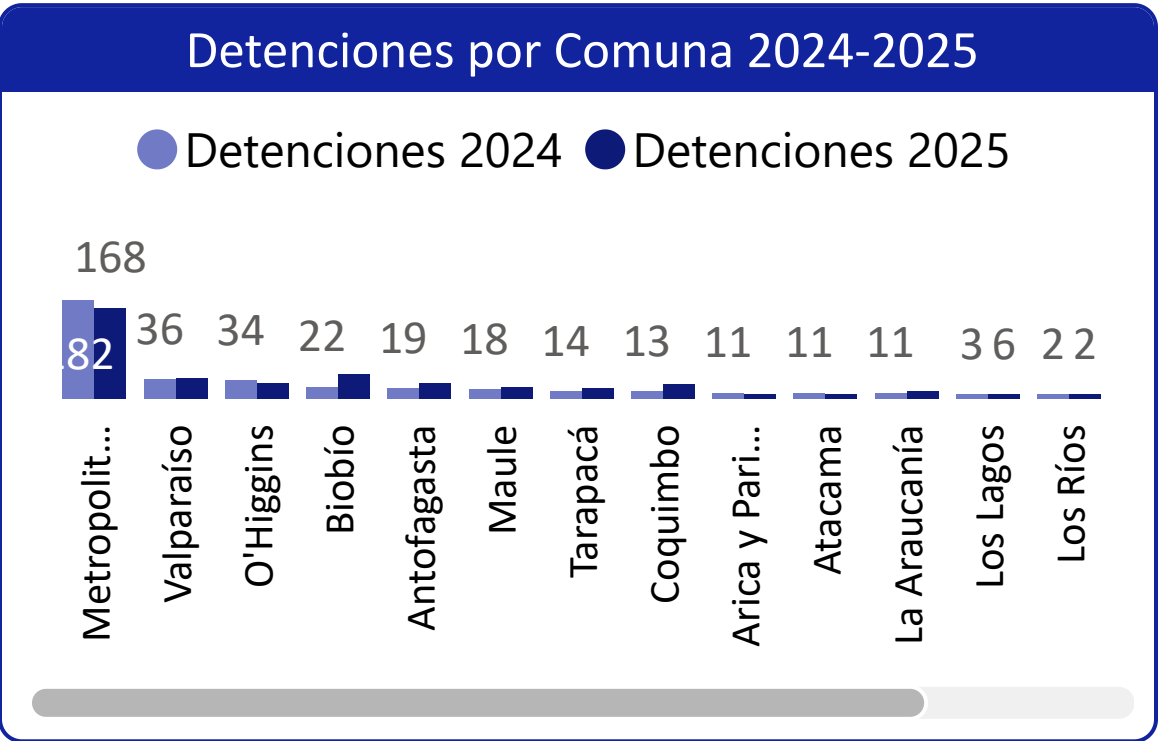 Detenciones por Comuna 2024-2025
Detenciones 2024 Detenciones 2025
168
82 36 34 22 19 18 14 13 11 11 11 3 6 2 2
Metropolit...
Valparaíso
O'Higgins
Biobío
Antofagasta
Maule
Tarapacá
Coquimbo
Arica y Pari...
Atacama
La Araucanía
Los Lagos
Los Ríos